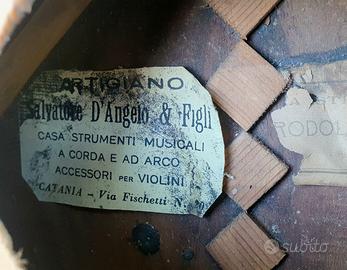 ARTIGIANO
Salvatore D'Angelo & Figli
CASA STRUMENTI MUSICALI
A CORDA E AD ARCO
ACCESSORI PER VIOLINI
CATANIA - Via Fischetti N.
RODOL
subito